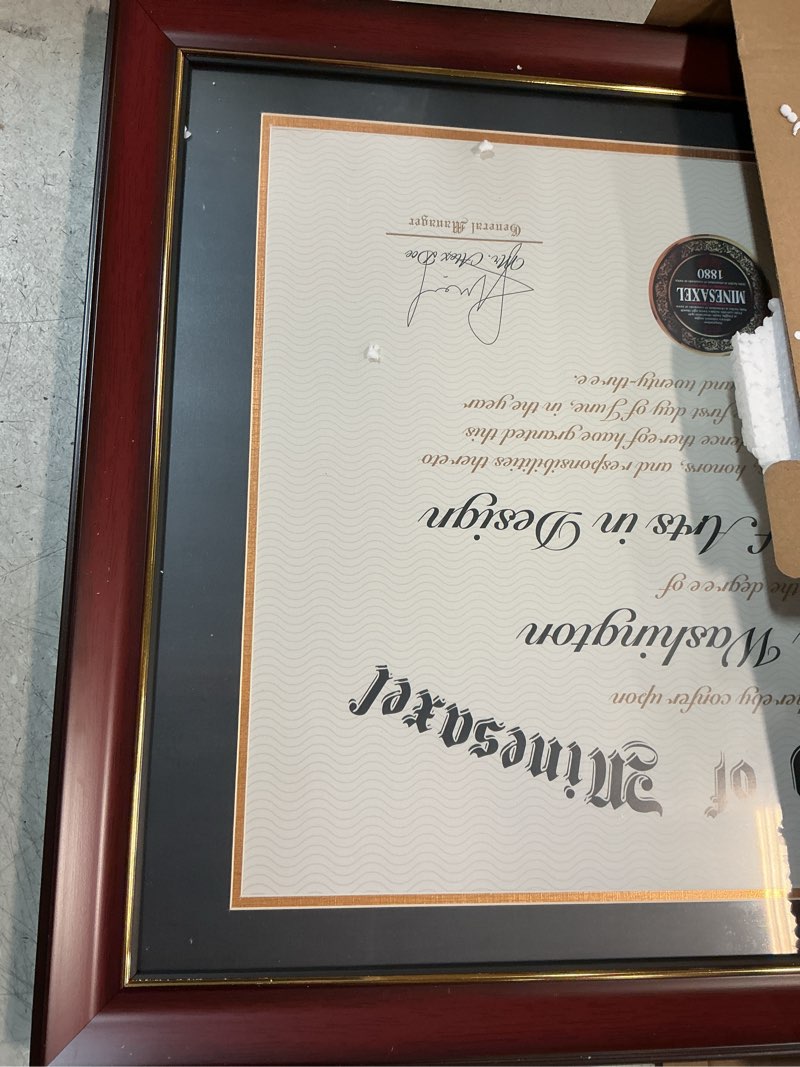 of Minesaxel
hereby confer upon
Washington
the degree of
Arts in Design
honors, and responsibilities thereto
thereof have granted this
first day of June, in the year
and twenty-three.
MINESAXEL
1880
Mr. Alex Doe
General Manager